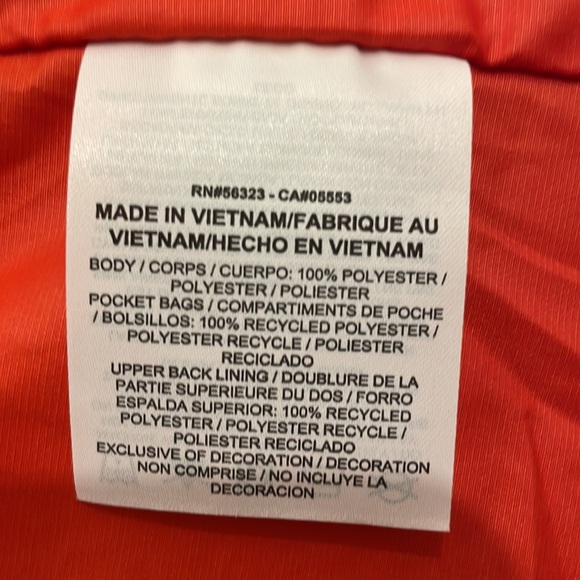 RN#56323 - CA#05553
MADE IN VIETNAM/FABRIQUE AU
VIETNAM/HECHO EN VIETNAM
BODY / CORPS / CUERPO: 100% POLYESTER /
POLYESTER / POLIESTER
POCKET BAGS / COMPARTIMENTS DE POCHE
/ BOLSILLOS: 100% RECYCLED POLYESTER /
POLYESTER RECYCLE / POLIESTER
RECICLADO
UPPER BACK LINING / DOUBLURE DE LA
PARTIE SUPERIEURE DU DOS / FORRO
ESPALDA SUPERIOR: 100% RECYCLED
POLYESTER / POLYESTER RECYCLE /
POLIESTER RECICLADO
EXCLUSIVE OF DECORATION / DECORATION
NON COMPRISE / NO INCLUYE LA
DECORACION